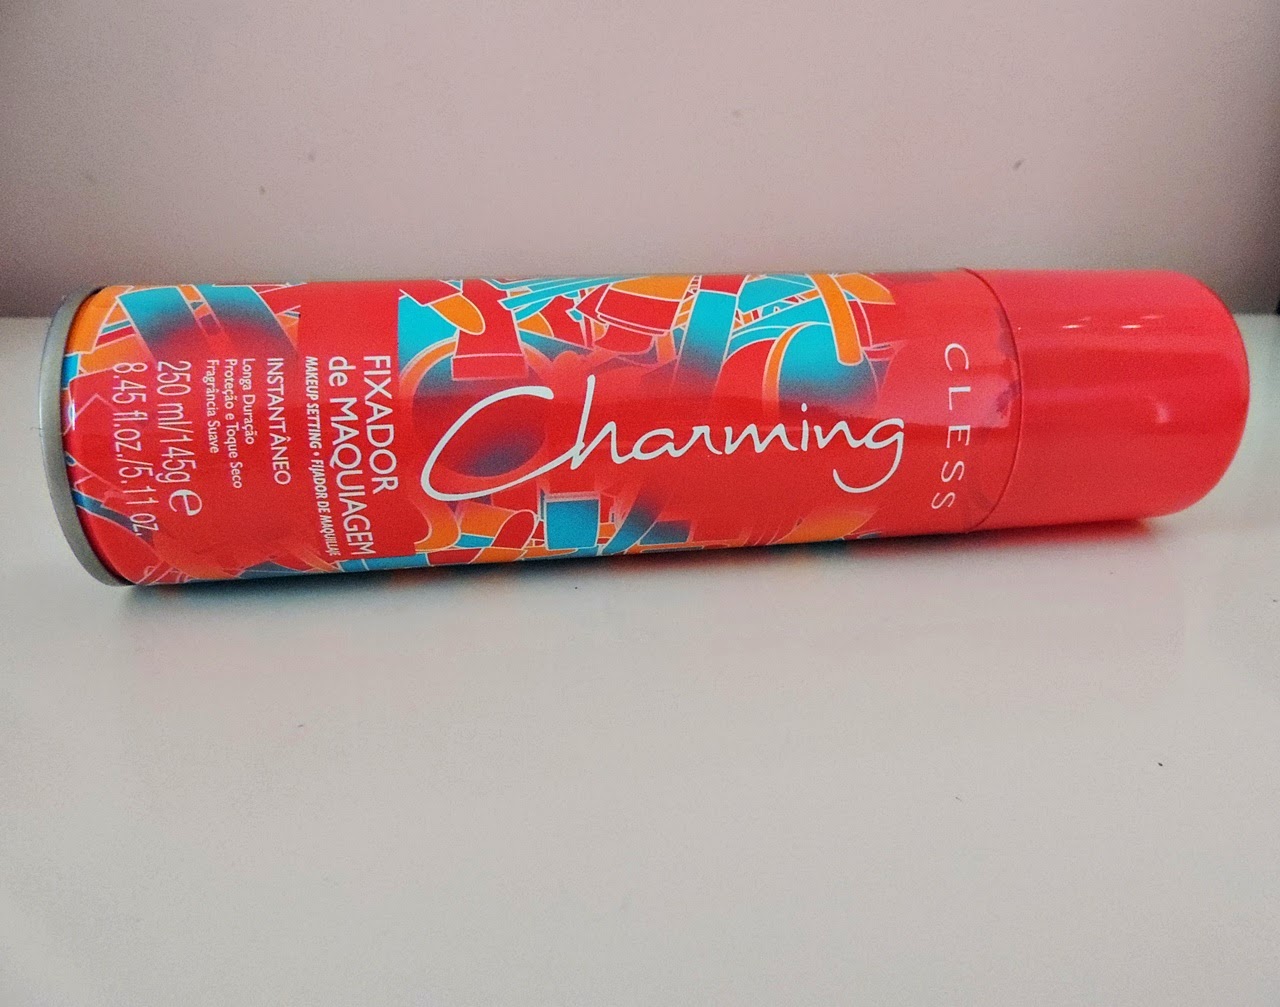 CLESS
Charming
FIXADOR
de MAQUIAGEM
MAKEUP SETTING • FIJADOR DE MAQUILLAJE
INSTANTÂNEO
Longa Duração
Proteção e Toque Seco
Fragrância Suave
250 ml/145g e
8.45 fl.oz./5.11 oz.